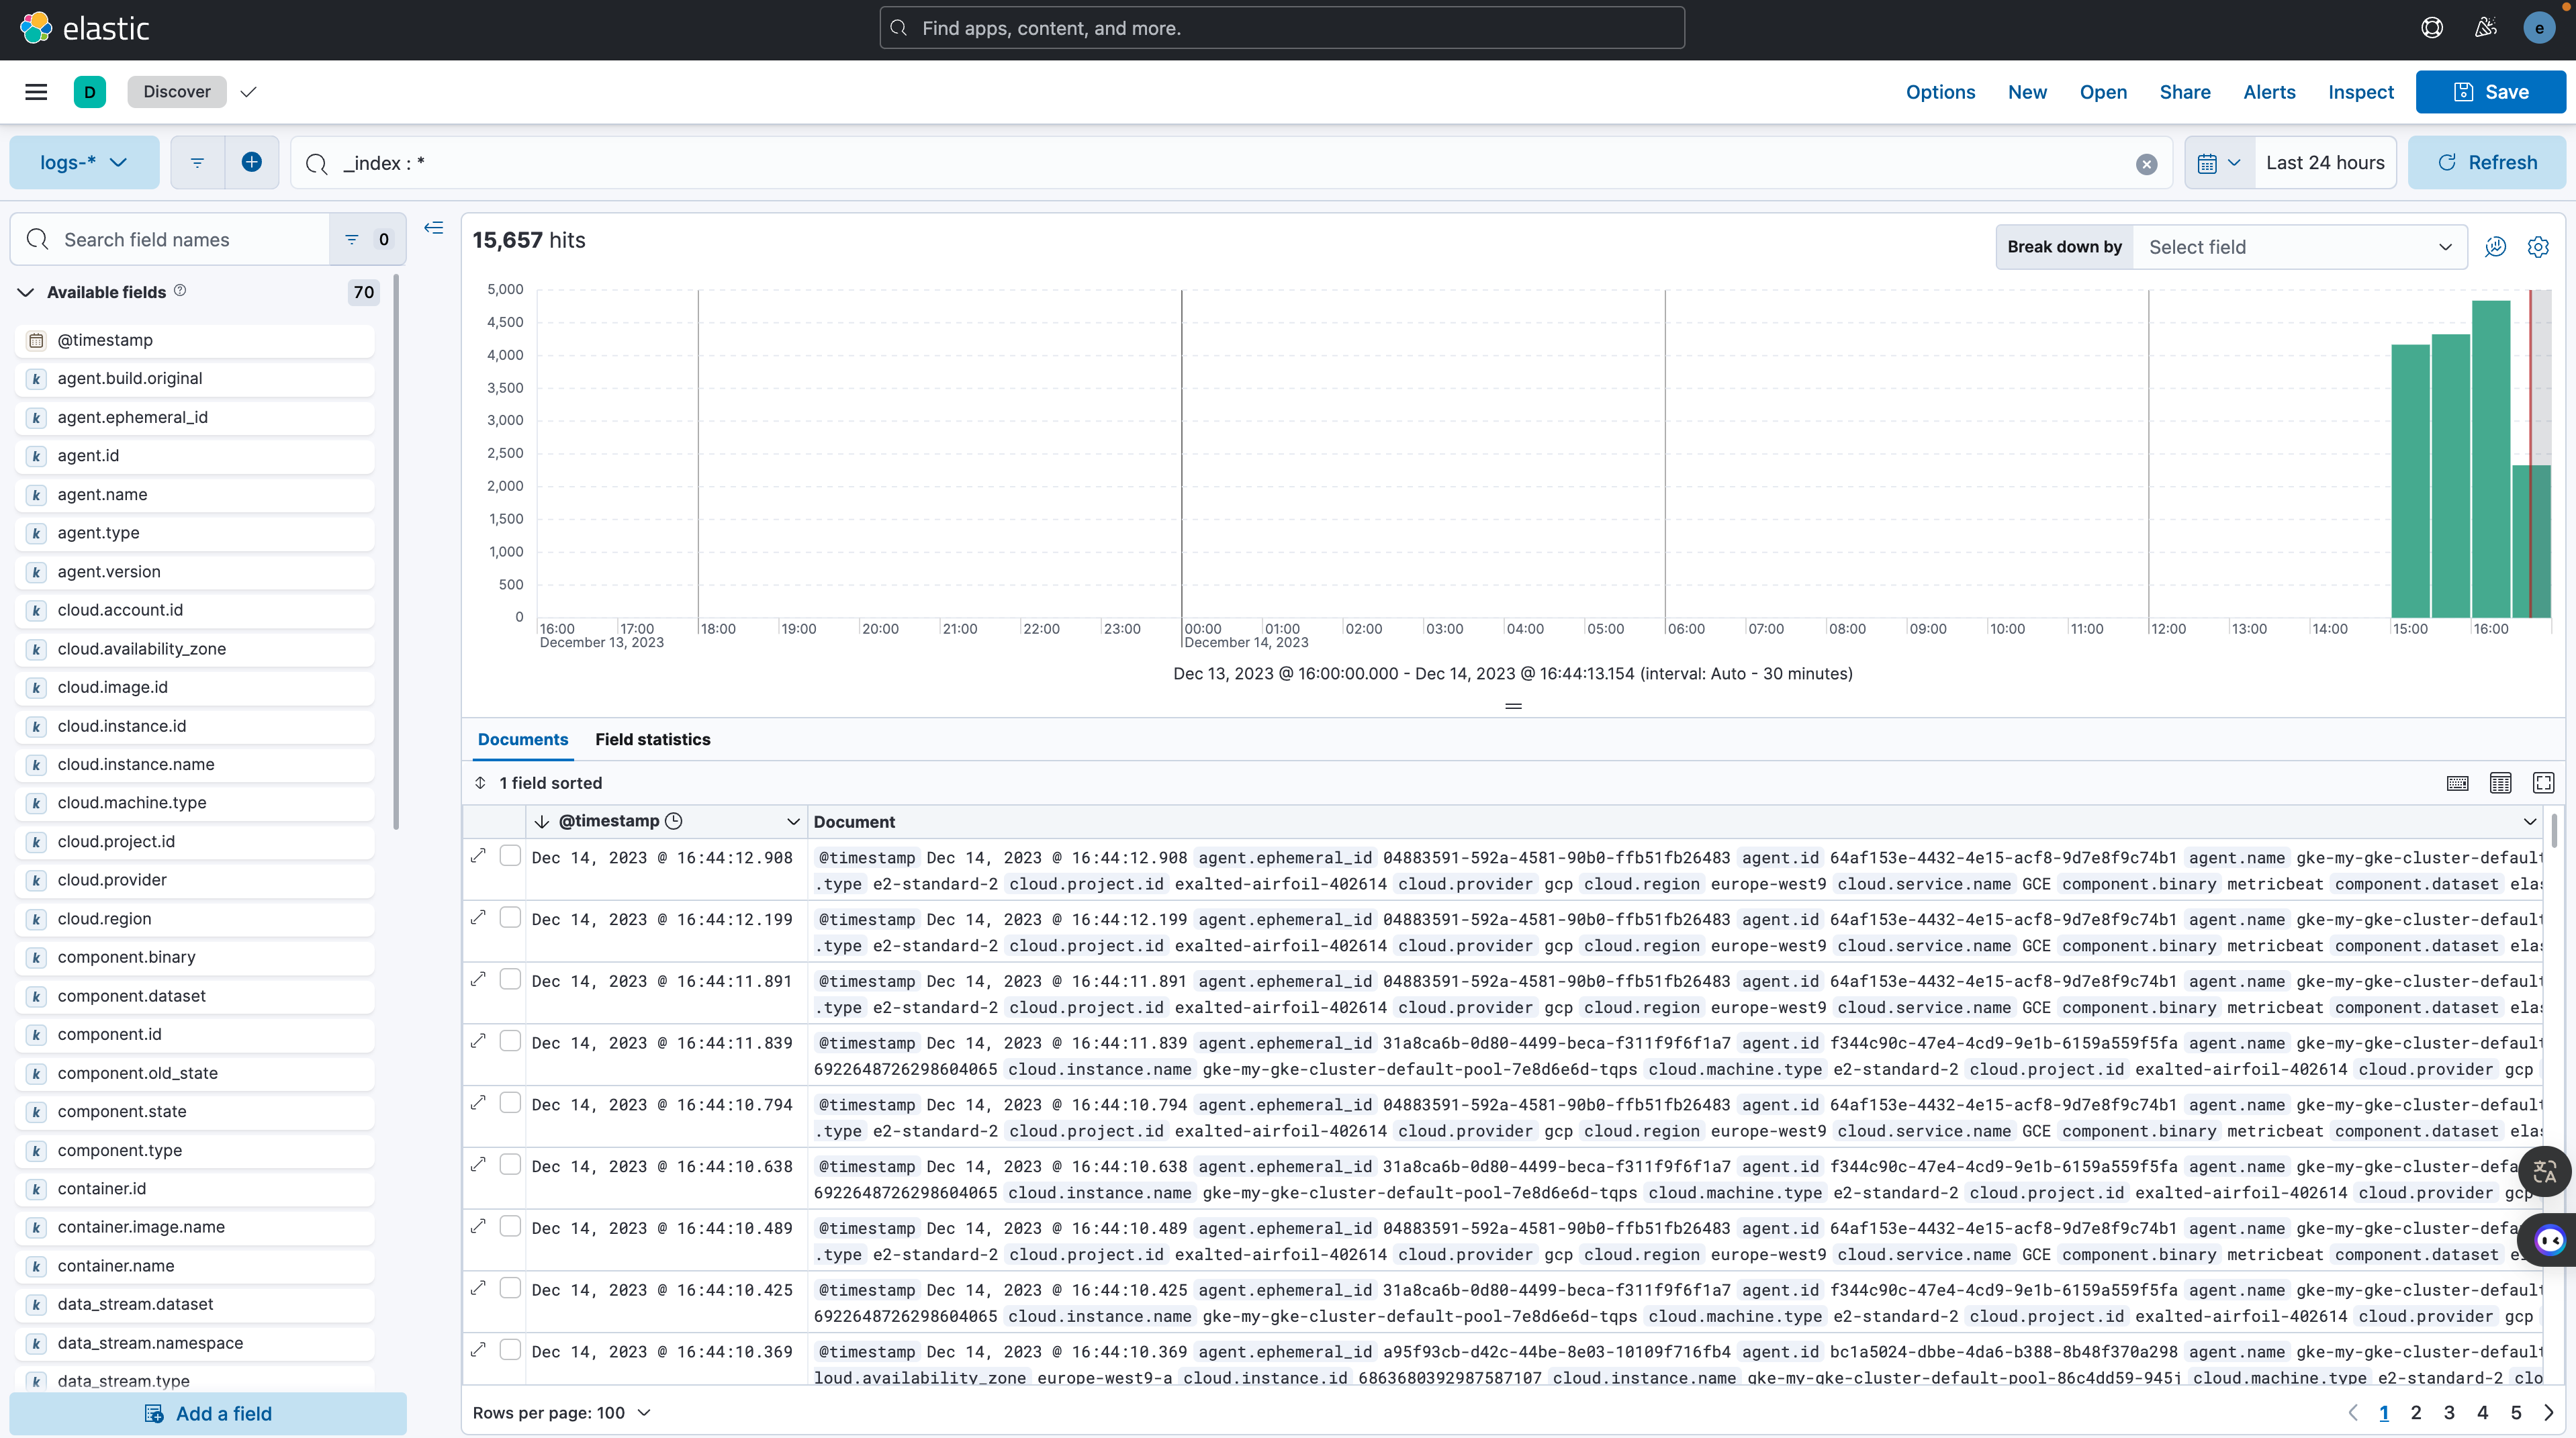 elastic
Find apps, content, and more.
e
D
Discover
Options
New
Open
Share
Alerts
Inspect
Save
logs-*
_index : *
Last 24 hours
Refresh
Search field names
0
15,657 hits
Break down by
Select field
Available fields
70
@timestamp
k agent.build.original
k agent.ephemeral_id
k agent.id
k agent.name
k agent.type
k agent.version
k cloud.account.id
k cloud.availability_zone
k cloud.image.id
k cloud.instance.id
k cloud.instance.name
k cloud.machine.type
k cloud.project.id
k cloud.provider
k cloud.region
k component.binary
k component.dataset
k component.id
k component.old_state
k component.state
k component.type
k container.id
k container.image.name
k container.name
k data_stream.dataset
k data_stream.namespace
k data_stream.type
Add a field
5,000
4,500
4,000
3,500
3,000
2,500
2,000
1,500
1,000
500
0
16:00 17:00 18:00 19:00 20:00 21:00 22:00 23:00 00:00 01:00 02:00 03:00 04:00 05:00 06:00 07:00 08:00 09:00 10:00 11:00 12:00 13:00 14:00 15:00 16:00
December 13, 2023 December 14, 2023
Dec 13, 2023 @ 16:00:00.000 - Dec 14, 2023 @ 16:44:13.154 (interval: Auto - 30 minutes)
Documents
Field statistics
1 field sorted
@timestamp
Document
Dec 14, 2023 @ 16:44:12.908 @timestamp Dec 14, 2023 @ 16:44:12.908 agent.ephemeral_id 04883591-592a-4581-90b0-ffb51fb26483 agent.id 64af153e-4432-4e15-acf8-9d7e8f9c74b1 agent.name gke-my-gke-cluster-default
.type e2-standard-2 cloud.project.id exalted-airfoil-402614 cloud.provider gcp cloud.region europe-west9 cloud.service.name GCE component.binary metricbeat component.dataset elas
Dec 14, 2023 @ 16:44:12.199 @timestamp Dec 14, 2023 @ 16:44:12.199 agent.ephemeral_id 04883591-592a-4581-90b0-ffb51fb26483 agent.id 64af153e-4432-4e15-acf8-9d7e8f9c74b1 agent.name gke-my-gke-cluster-default
.type e2-standard-2 cloud.project.id exalted-airfoil-402614 cloud.provider gcp cloud.region europe-west9 cloud.service.name GCE component.binary metricbeat component.dataset elas
Dec 14, 2023 @ 16:44:11.891 @timestamp Dec 14, 2023 @ 16:44:11.891 agent.ephemeral_id 04883591-592a-4581-90b0-ffb51fb26483 agent.id 64af153e-4432-4e15-acf8-9d7e8f9c74b1 agent.name gke-my-gke-cluster-default
.type e2-standard-2 cloud.project.id exalted-airfoil-402614 cloud.provider gcp cloud.region europe-west9 cloud.service.name GCE component.binary metricbeat component.dataset elas
Dec 14, 2023 @ 16:44:11.839 @timestamp Dec 14, 2023 @ 16:44:11.839 agent.ephemeral_id 31a8ca6b-0d80-4499-beca-f311f9f6f1a7 agent.id f344c90c-47e4-4cd9-9e1b-6159a559f5fa agent.name gke-my-gke-cluster-default
6922648726298604065 cloud.instance.name gke-my-gke-cluster-default-pool-7e8d6e6d-tqps cloud.machine.type e2-standard-2 cloud.project.id exalted-airfoil-402614 cloud.provider gcp
Dec 14, 2023 @ 16:44:10.794 @timestamp Dec 14, 2023 @ 16:44:10.794 agent.ephemeral_id 04883591-592a-4581-90b0-ffb51fb26483 agent.id 64af153e-4432-4e15-acf8-9d7e8f9c74b1 agent.name gke-my-gke-cluster-default
.type e2-standard-2 cloud.project.id exalted-airfoil-402614 cloud.provider gcp cloud.region europe-west9 cloud.service.name GCE component.binary metricbeat component.dataset elas
Dec 14, 2023 @ 16:44:10.638 @timestamp Dec 14, 2023 @ 16:44:10.638 agent.ephemeral_id 31a8ca6b-0d80-4499-beca-f311f9f6f1a7 agent.id f344c90c-47e4-4cd9-9e1b-6159a559f5fa agent.name gke-my-gke-cluster-defa
6922648726298604065 cloud.instance.name gke-my-gke-cluster-default-pool-7e8d6e6d-tqps cloud.machine.type e2-standard-2 cloud.project.id exalted-airfoil-402614 cloud.provider gcp
Dec 14, 2023 @ 16:44:10.489 @timestamp Dec 14, 2023 @ 16:44:10.489 agent.ephemeral_id 04883591-592a-4581-90b0-ffb51fb26483 agent.id 64af153e-4432-4e15-acf8-9d7e8f9c74b1 agent.name gke-my-gke-cluster-defa
.type e2-standard-2 cloud.project.id exalted-airfoil-402614 cloud.provider gcp cloud.region europe-west9 cloud.service.name GCE component.binary metricbeat component.dataset e
Dec 14, 2023 @ 16:44:10.425 @timestamp Dec 14, 2023 @ 16:44:10.425 agent.ephemeral_id 31a8ca6b-0d80-4499-beca-f311f9f6f1a7 agent.id f344c90c-47e4-4cd9-9e1b-6159a559f5fa agent.name gke-my-gke-cluster-default
6922648726298604065 cloud.instance.name gke-my-gke-cluster-default-pool-7e8d6e6d-tqps cloud.machine.type e2-standard-2 cloud.project.id exalted-airfoil-402614 cloud.provider gcp
Dec 14, 2023 @ 16:44:10.369 @timestamp Dec 14, 2023 @ 16:44:10.369 agent.ephemeral_id a95f93cb-d42c-44be-8e03-10109f716fb4 agent.id bc1a5024-dbbe-4da6-b388-8b48f370a298 agent.name gke-my-gke-cluster-default
loud.availability_zone europe-west9-a cloud.instance.id 6863680392987587107 cloud.instance.name gke-my-gke-cluster-default-pool-86c4dd59-945j cloud.machine.type e2-standard-2 clo
Rows per page: 100
1 2 3 4 5